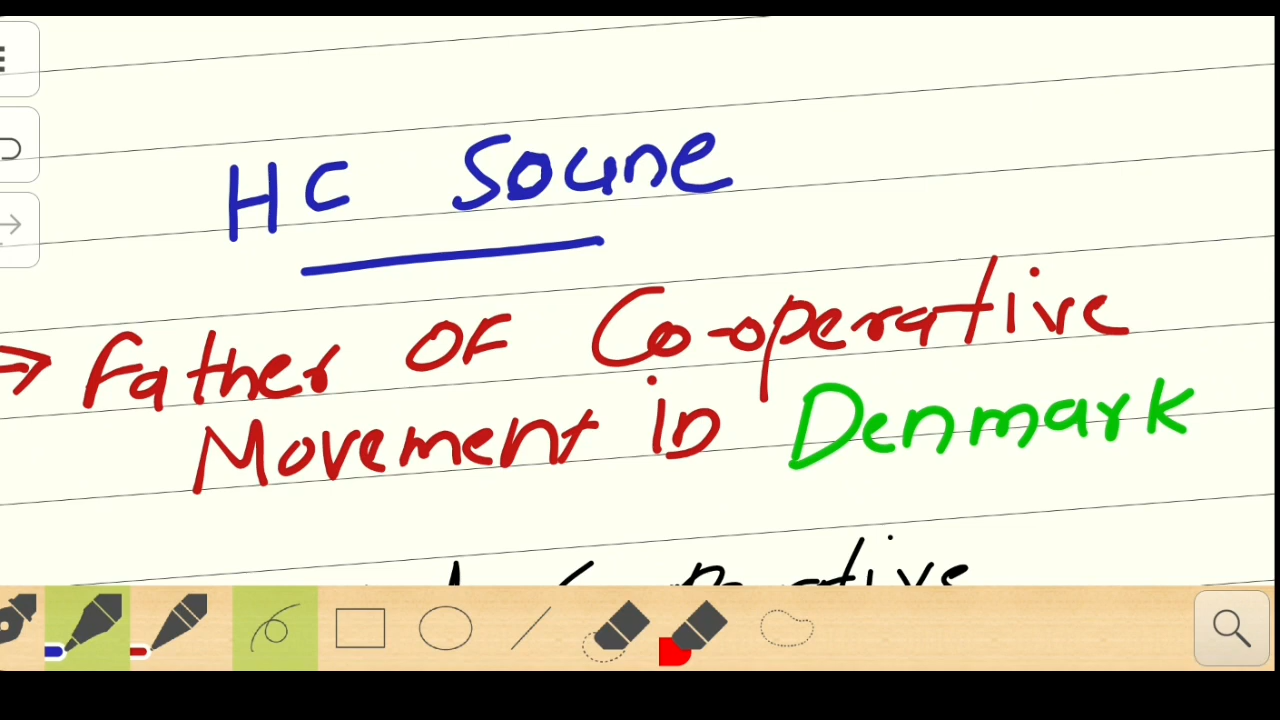 HC Soune
→ Father OF Co-operative
Movement in Denmark